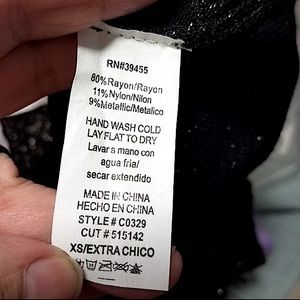 RN#39455
80%Rayon/Rayon
11%Nylon/Nilon
9%Metallic/Metalico
HAND WASH COLD
LAY FLAT TO DRY
Lavar a mano con
agua fria/
secar extendido
MADE IN CHINA
HECHO EN CHINA
STYLE # C0329
CUT # 515142
XS/EXTRA CHICO